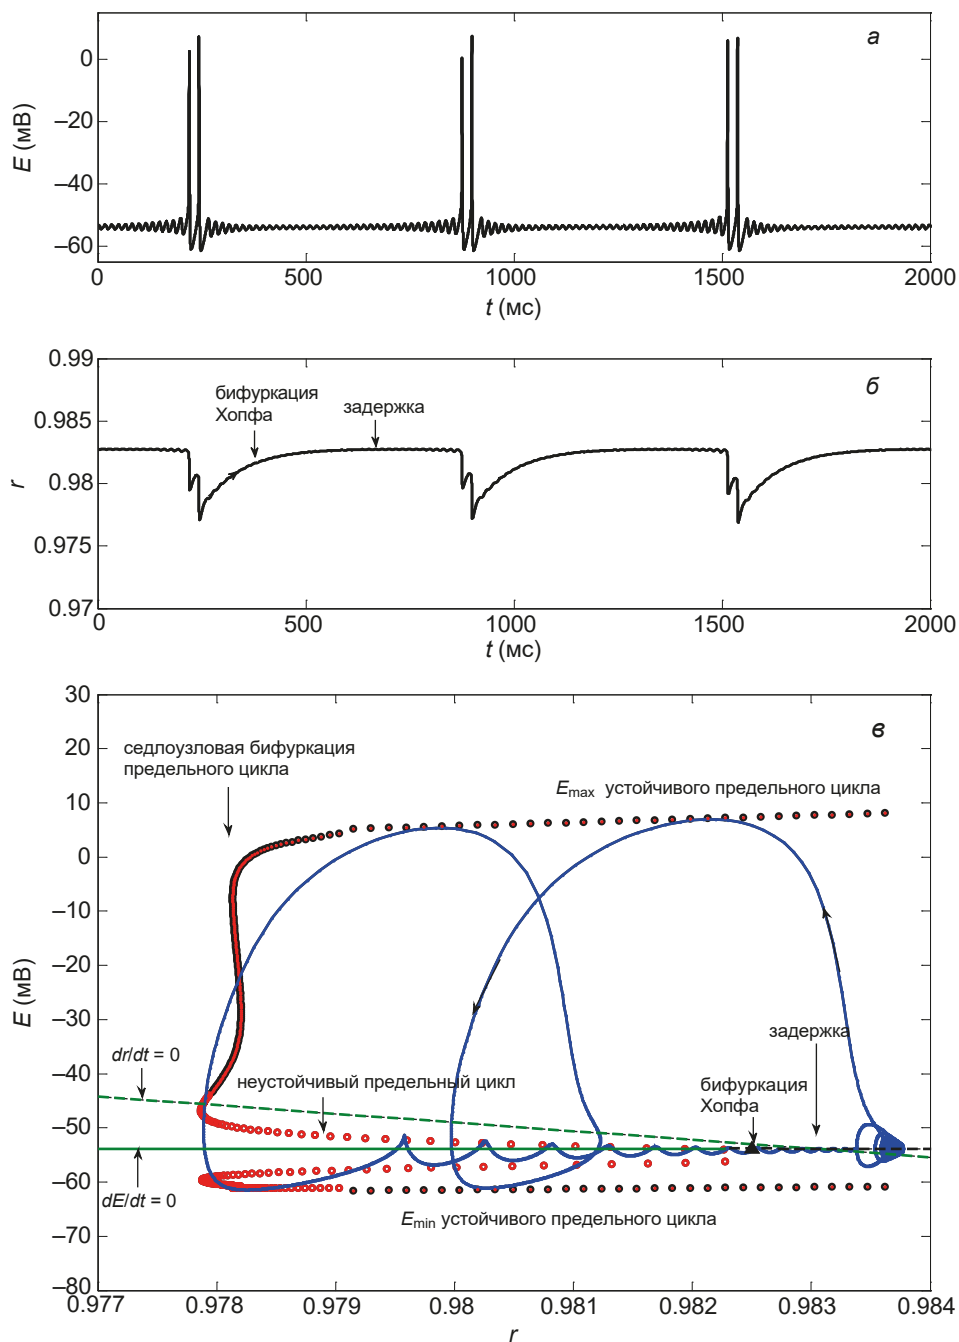 а
0
−20
−40
−60
E (мВ)
0
500
1000
1500
2000
t (мс)
0.99
0.985
0.98
0.975
0.97
r
б
бифуркация
Хопфа
задержка
0
500
1000
1500
2000
t (мс)
30
20
10
0
−10
−20
−30
−40
−50
−60
−70
−80
E (мВ)
в
седлоузловая бифуркация
предельного цикла
Emax устойчивого предельного цикла
задержка
dr/dt = 0
неустойчивый предельный цикл
бифуркация
Хопфа
dE/dt = 0
Emin устойчивого предельного цикла
0.977
0.978
0.979
0.98
0.981
0.982
0.983
0.984
r